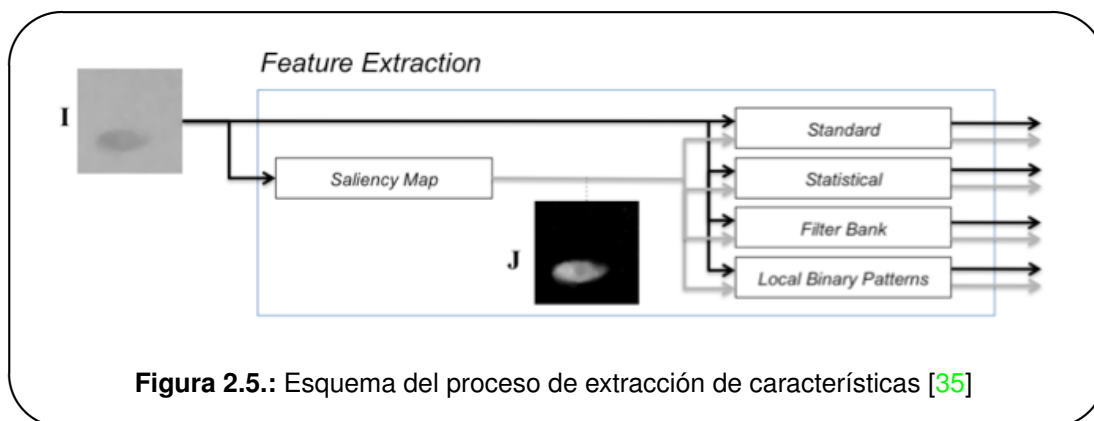 Feature Extraction
I
Standard
Saliency Map
Statistical
Filter Bank
J
Local Binary Patterns
Figura 2.5.: Esquema del proceso de extracción de características [35]